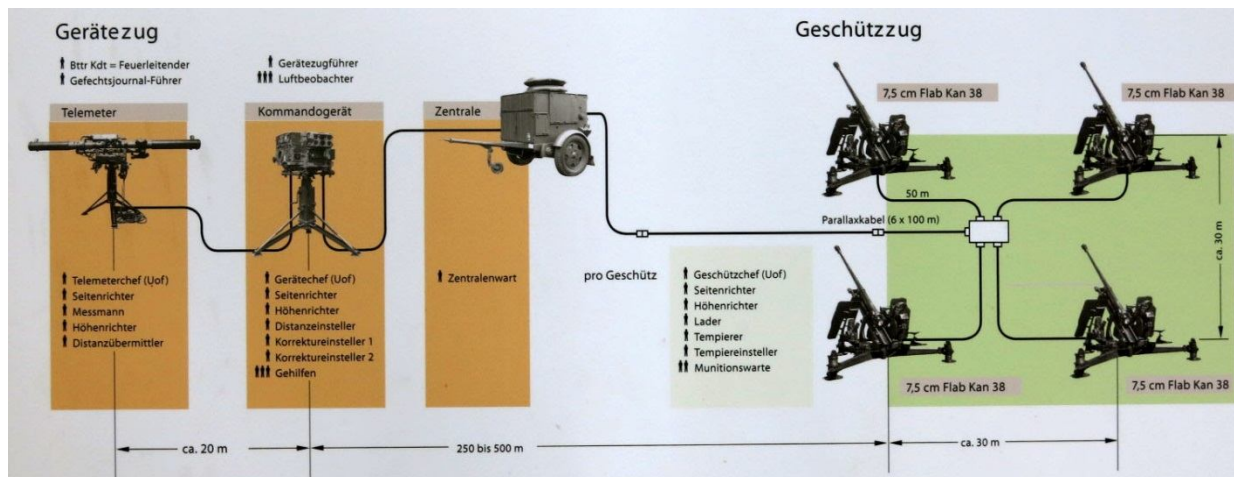 Gerätezug
Bttr Kdt = Feuerleitender
Gefechtsjournal-Führer
Gerätezugführer
Luftbeobachter
Geschützzug
Telemeter
Kommandogerät
Zentrale
7,5 cm Flab Kan 38
7,5 cm Flab Kan 38
50 m
Parallaxkabel (6 x 100 m)
ca. 30 m
Telemeterchef (Uof)
Seitenrichter
Messmann
Höhenrichter
Distanzübermittler
Gerätechef (Uof)
Seitenrichter
Höhenrichter
Distanzeinsteller
Korrektureinsteller 1
Korrektureinsteller 2
Gehilfen
Zentralenwart
pro Geschütz
Geschützchef (Uof)
Seitenrichter
Höhenrichter
Lader
Tempierer
Tempiereinsteller
Munitionswarte
7,5 cm Flab Kan 38
7,5 cm Flab Kan 38
ca. 20 m
250 bis 500 m
ca. 30 m